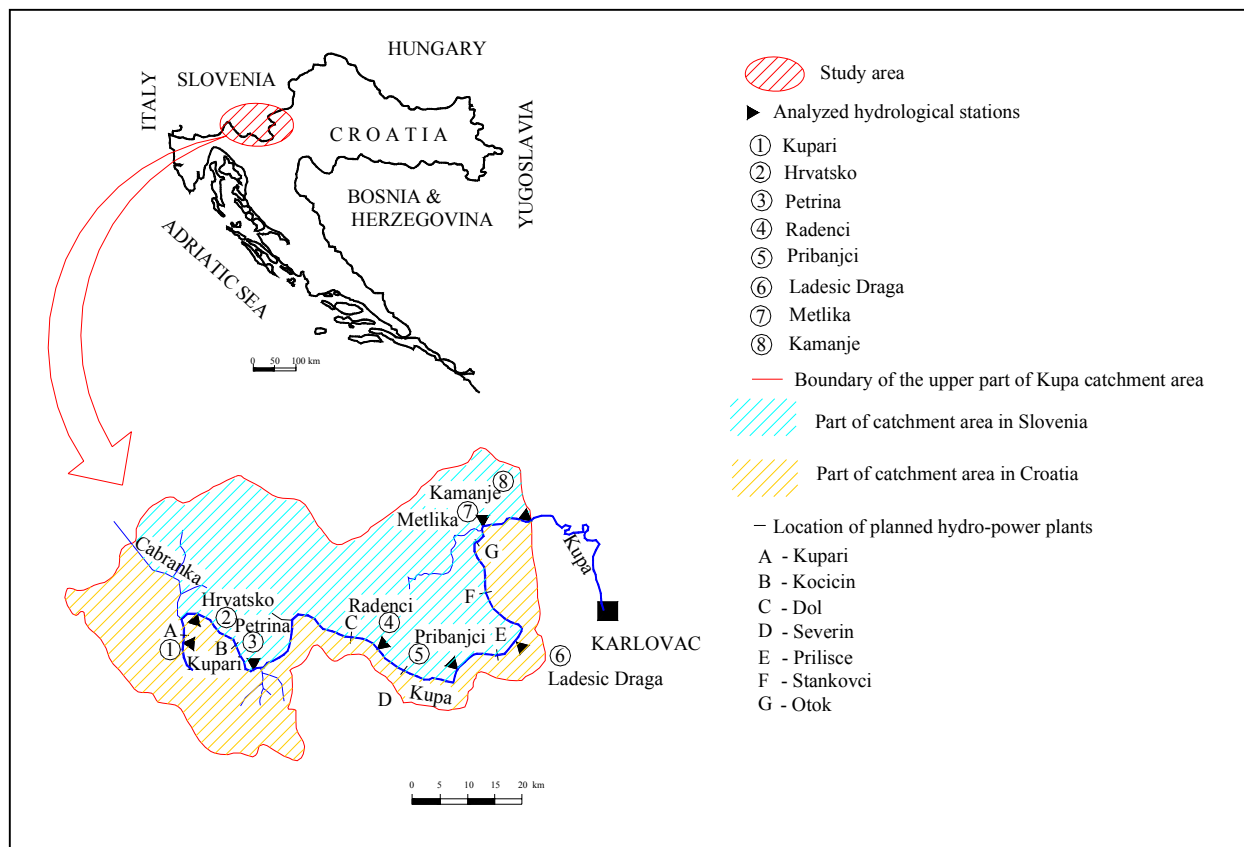 HUNGARY
SLOVENIA
ITALY
CROATIA
YUGOSLAVIA
BOSNIA &
HERZEGOVINA
ADRIATIC SEA
0 50 100 km
Study area
Analyzed hydrological stations
1 Kupari
2 Hrvatsko
3 Petrina
4 Radenci
5 Pribanjci
6 Ladesic Draga
7 Metlika
8 Kamanje
Boundary of the upper part of Kupa catchment area
Part of catchment area in Slovenia
Part of catchment area in Croatia
Location of planned hydro-power plants
A - Kupari
B - Kocicin
C - Dol
D - Severin
E - Prilisce
F - Stankovci
G - Otok
8
Kamanje
7
Metlika
G
Kupa
Cabranka
F
Hrvatsko
2
Radenci
4
C
Petrina
3
A
1
B
Kupari
Pribanjci
5
E
KARLOVAC
6
Ladesic Draga
D
Kupa
0 5 10 15 20
km